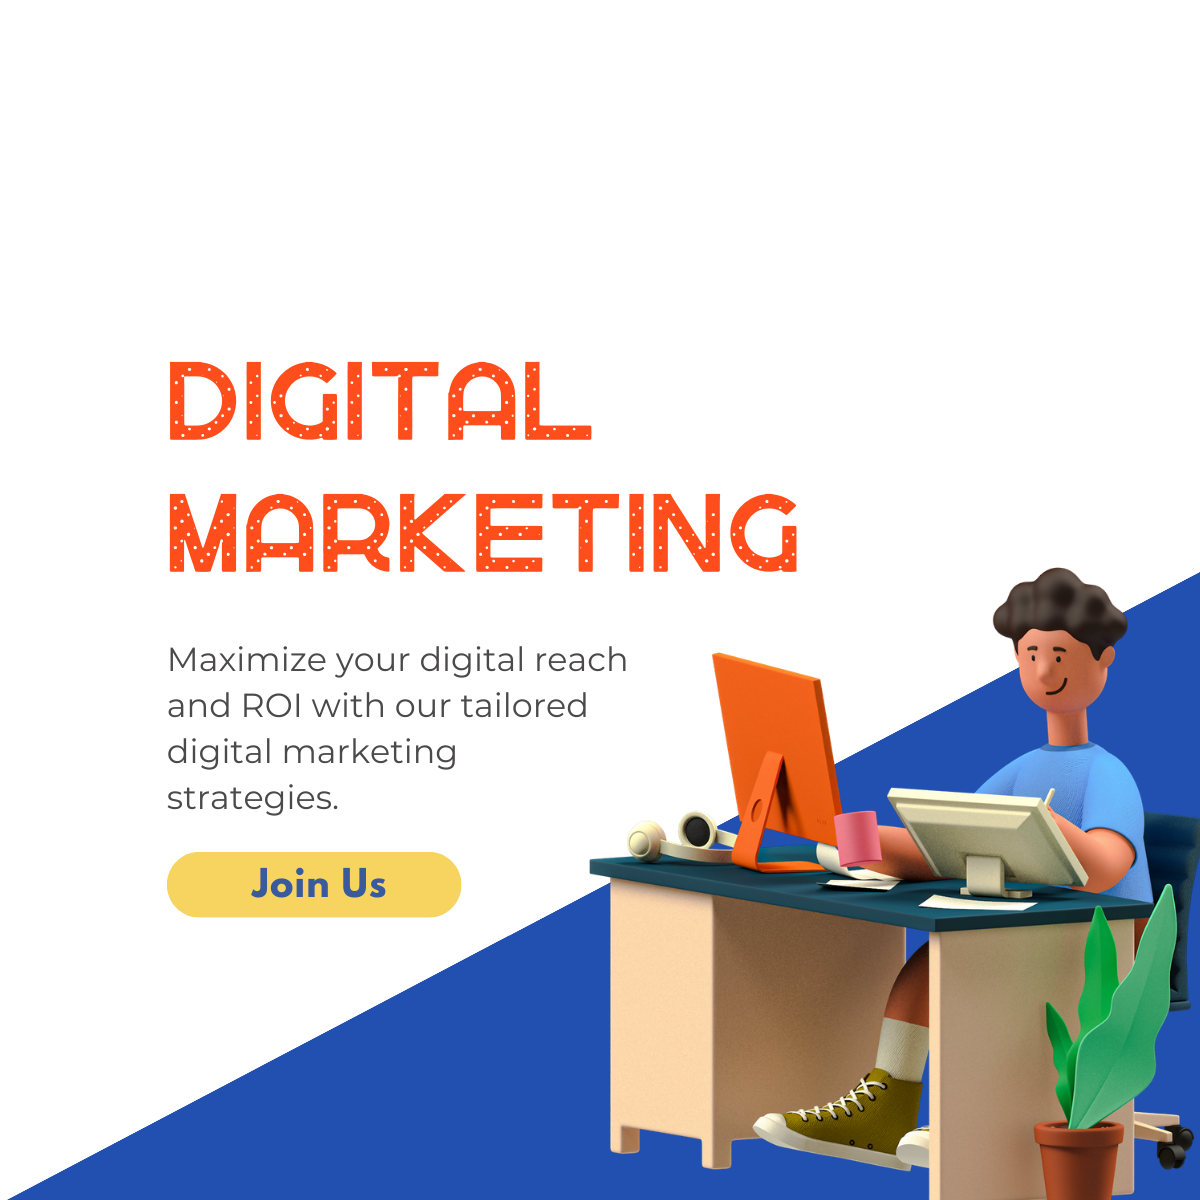 DIGITAL
MARKETING
Maximize your digital reach
and ROI with our tailored
digital marketing
strategies.
Join Us